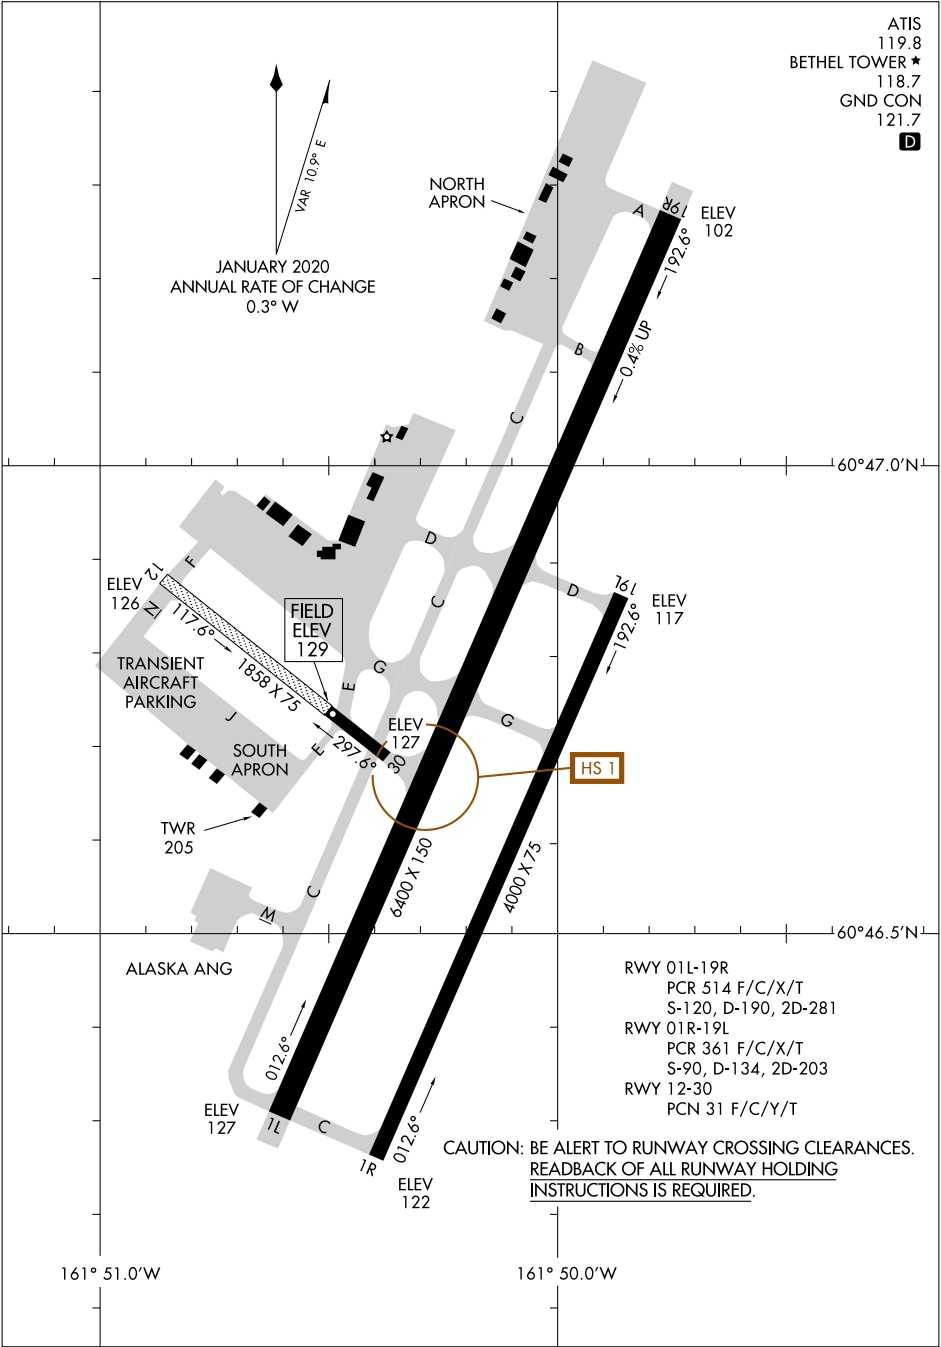 ATIS
119.8
BETHEL TOWER ★
118.7
GND CON
121.7
D
VAR 10.9° E
JANUARY 2020
ANNUAL RATE OF CHANGE
0.3° W
NORTH
APRON
A
19R
ELEV
102
192.6°
0.4% UP
B
C
60°47.0'N
D
C
D
19L
ELEV
117
192.6°
F
12
ELEV
126
N
117.6°
1858 X 75
FIELD
ELEV
129
TRANSIENT
AIRCRAFT
PARKING
G
E
J
G
ELEV
127
SOUTH
APRON
E
297.6°
30
HS 1
TWR
205
6400 X 150
4000 X 75
C
M
60°46.5'N
ALASKA ANG
RWY 01L-19R
PCR 514 F/C/X/T
S-120, D-190, 2D-281
RWY 01R-19L
PCR 361 F/C/X/T
S-90, D-134, 2D-203
RWY 12-30
PCN 31 F/C/Y/T
012.6°
ELEV
127
1L
C
012.6°
1R
ELEV
122
CAUTION: BE ALERT TO RUNWAY CROSSING CLEARANCES.
READBACK OF ALL RUNWAY HOLDING
INSTRUCTIONS IS REQUIRED.
161° 51.0'W
161° 50.0'W